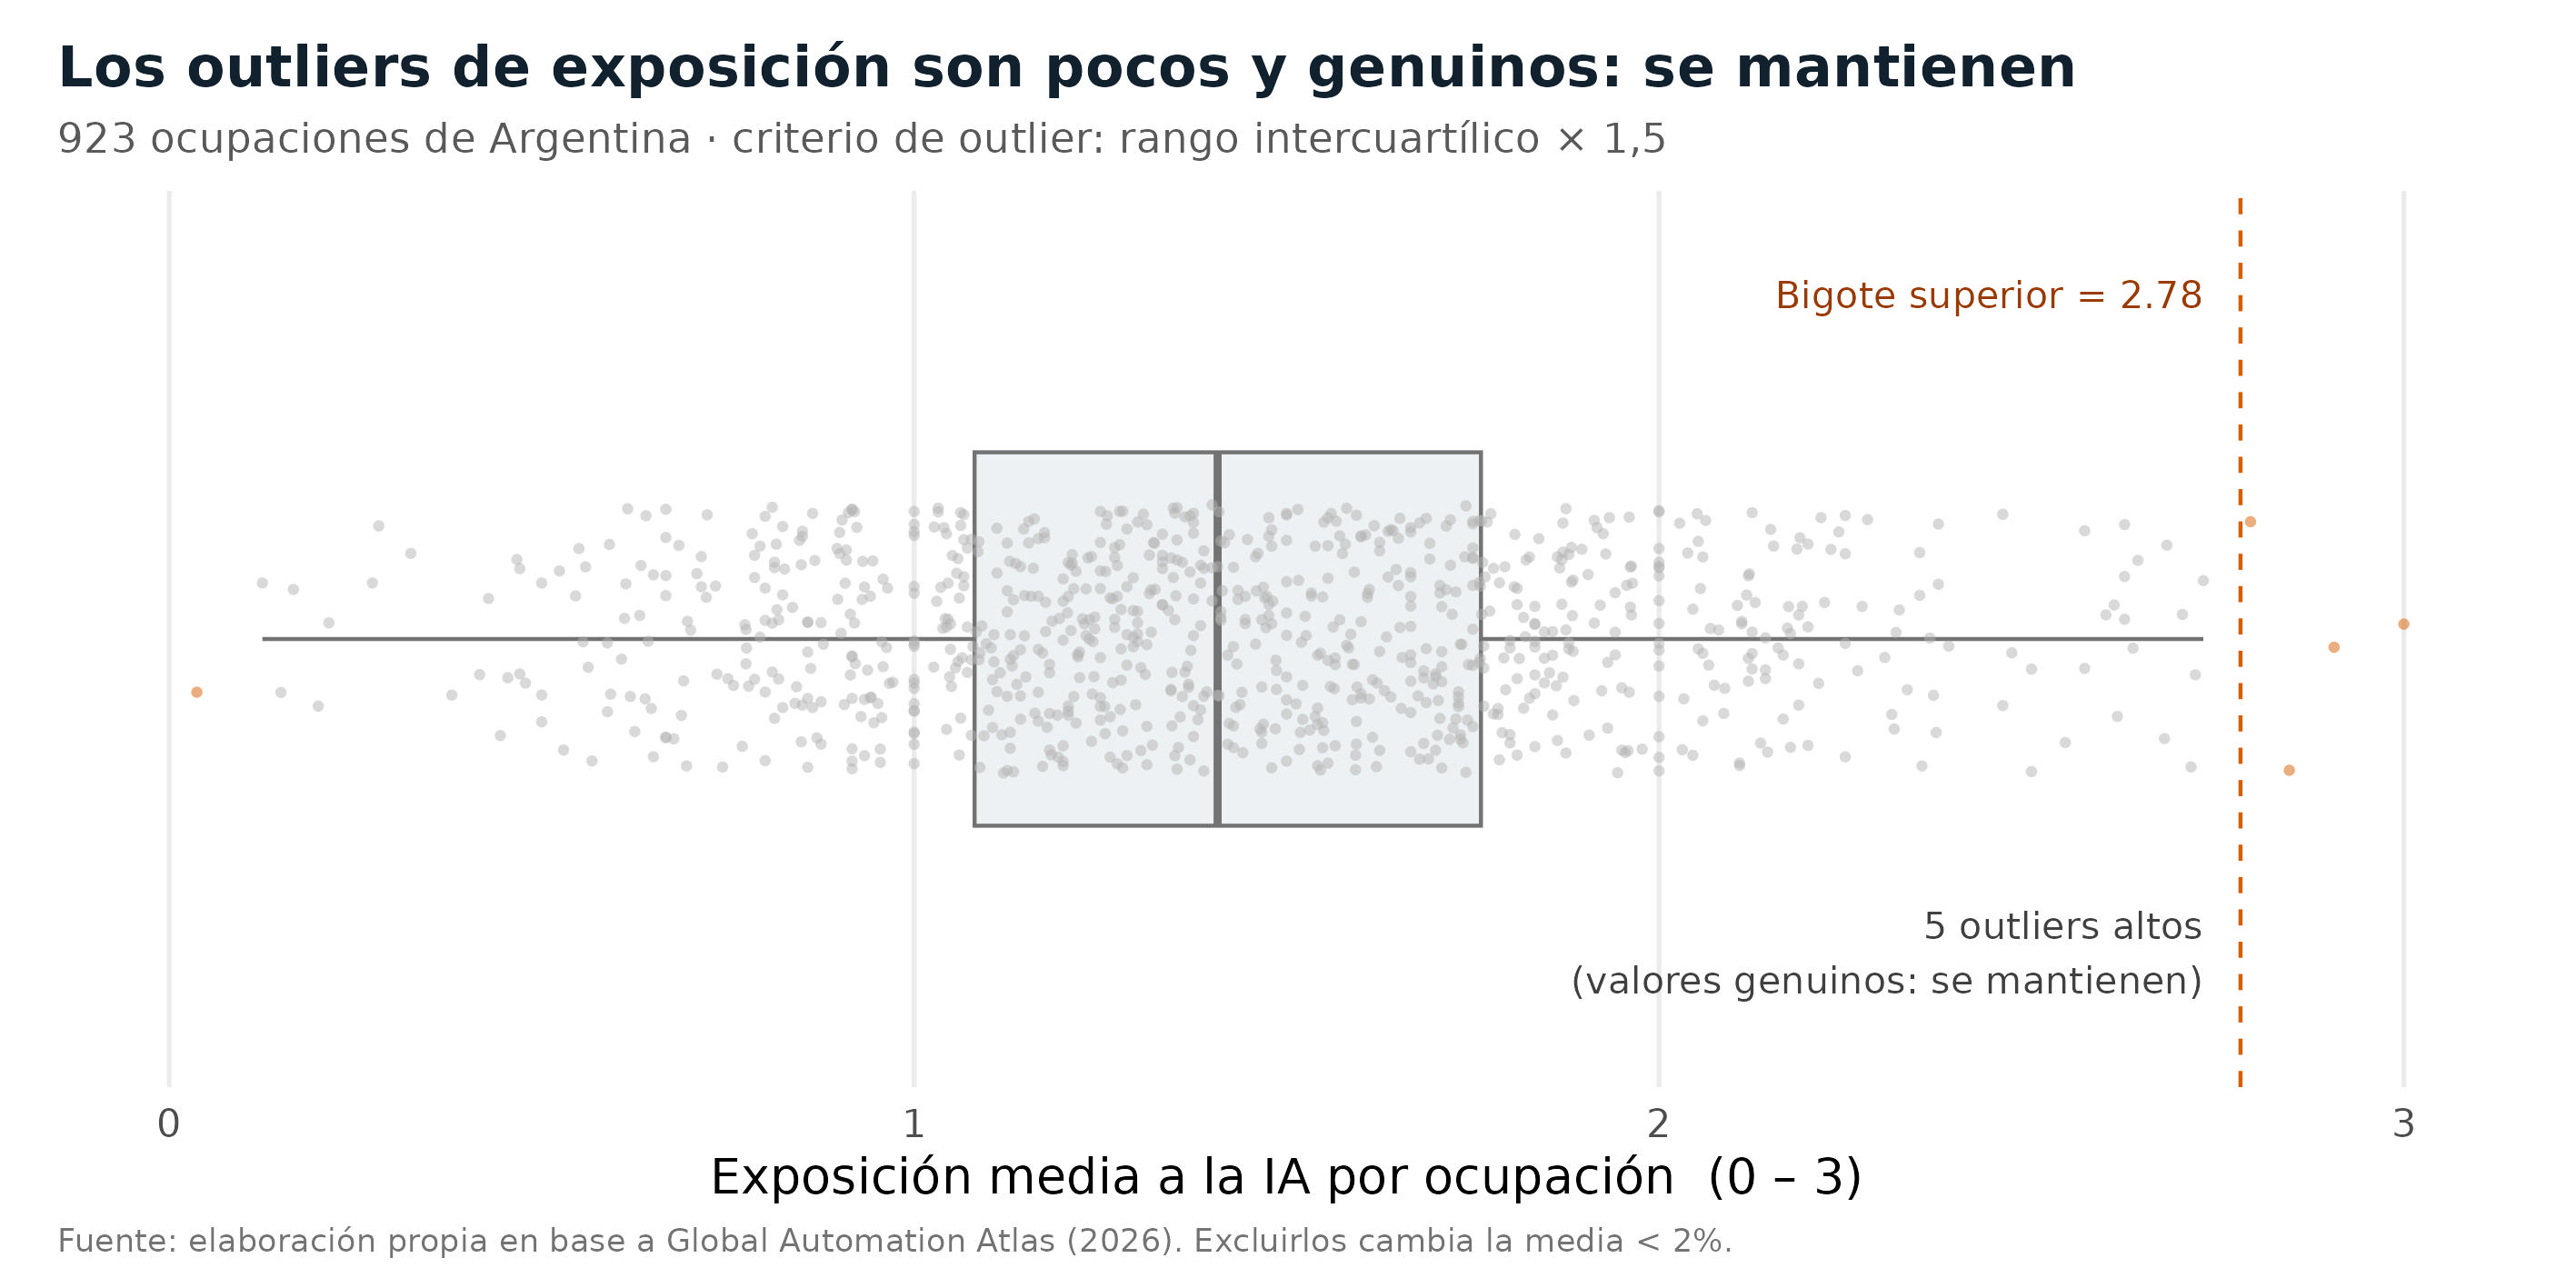 Los outliers de exposición son pocos y genuinos: se mantienen
923 ocupaciones de Argentina · criterio de outlier: rango intercuartílico × 1,5
Bigote superior = 2.78
5 outliers altos
(valores genuinos: se mantienen)
0 1 2 3
Exposición media a la IA por ocupación (0 – 3)
Fuente: elaboración propia en base a Global Automation Atlas (2026). Excluirlos cambia la media < 2%.